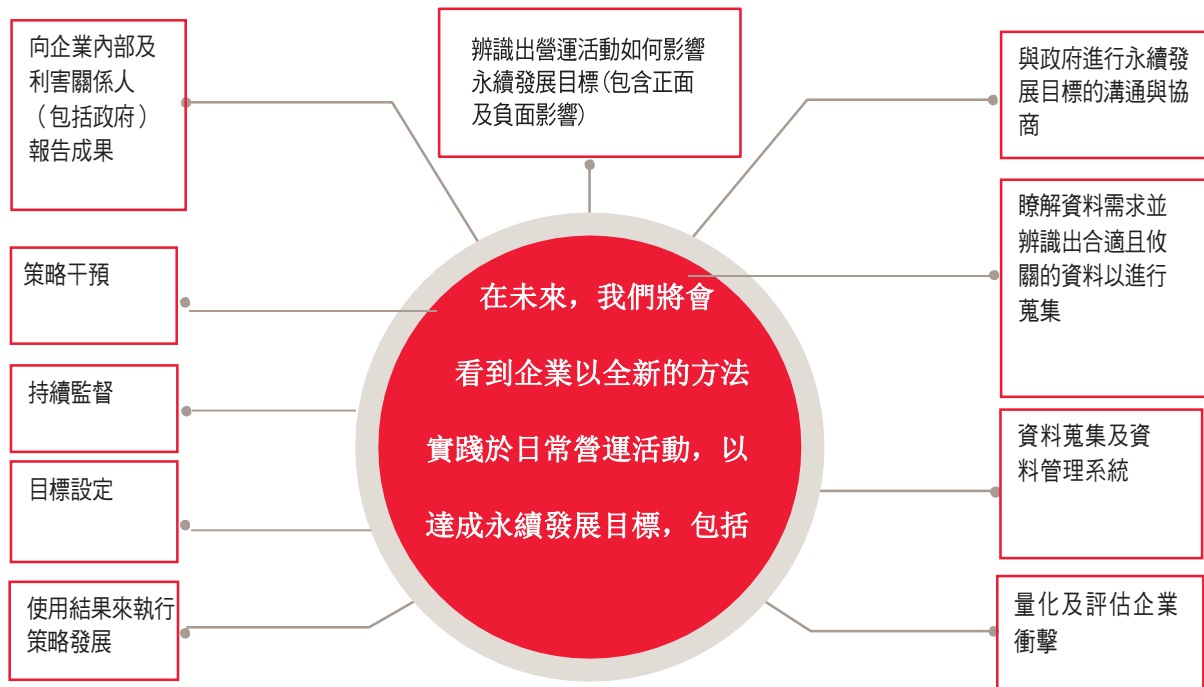 向企業內部及
利害關係人
（包括政府）
報告成果
辨識出營運活動如何影響
永續發展目標(包含正面
及負面影響)
與政府進行永續發
展目標的溝通與協
商
瞭解資料需求並
辨識出合適且攸
關的資料以進行
蒐集
資料蒐集及資
料管理系統
量化及評估企業
衝擊
使用結果來執行
策略發展
目標設定
持續監督
策略干預
在未來，我們將會
看到企業以全新的方法
實踐於日常營運活動，以
達成永續發展目標，包括